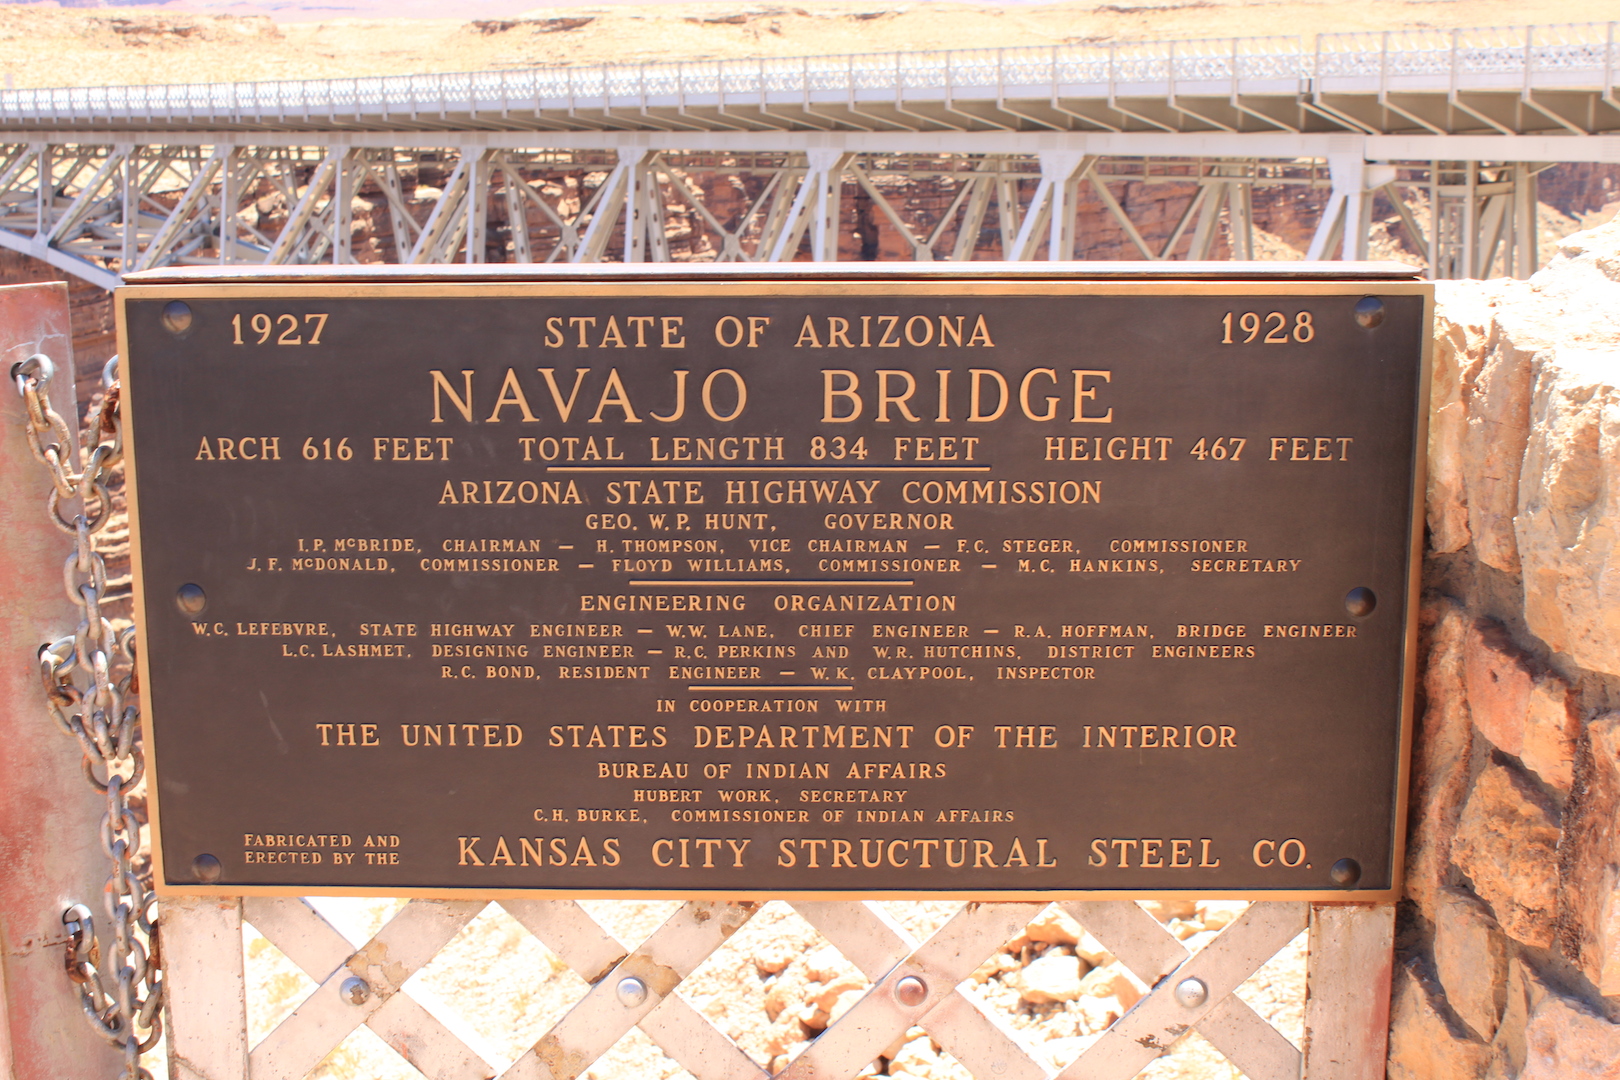 1927 STATE OF ARIZONA 1928
NAVAJO BRIDGE
ARCH 616 FEET TOTAL LENGTH 834 FEET HEIGHT 467 FEET
ARIZONA STATE HIGHWAY COMMISSION
GEO. W. P. HUNT, GOVERNOR
I. P. McBRIDE, CHAIRMAN — H. THOMPSON, VICE CHAIRMAN — F.C. STEGER, COMMISSIONER
J. F. McDONALD, COMMISSIONER — FLOYD WILLIAMS, COMMISSIONER — M.C. HANKINS, SECRETARY
ENGINEERING ORGANIZATION
W.C. LEFEBVRE, STATE HIGHWAY ENGINEER — W.W. LANE, CHIEF ENGINEER — R.A. HOFFMAN, BRIDGE ENGINEER
L.C. LASHMET, DESIGNING ENGINEER — R.C. PERKINS AND W.R. HUTCHINS, DISTRICT ENGINEERS
R.C. BOND, RESIDENT ENGINEER — W. K. CLAYPOOL, INSPECTOR
IN COOPERATION WITH
THE UNITED STATES DEPARTMENT OF THE INTERIOR
BUREAU OF INDIAN AFFAIRS
HUBERT WORK, SECRETARY
C.H. BURKE, COMMISSIONER OF INDIAN AFFAIRS
FABRICATED AND
ERECTED BY THE
KANSAS CITY STRUCTURAL STEEL CO.